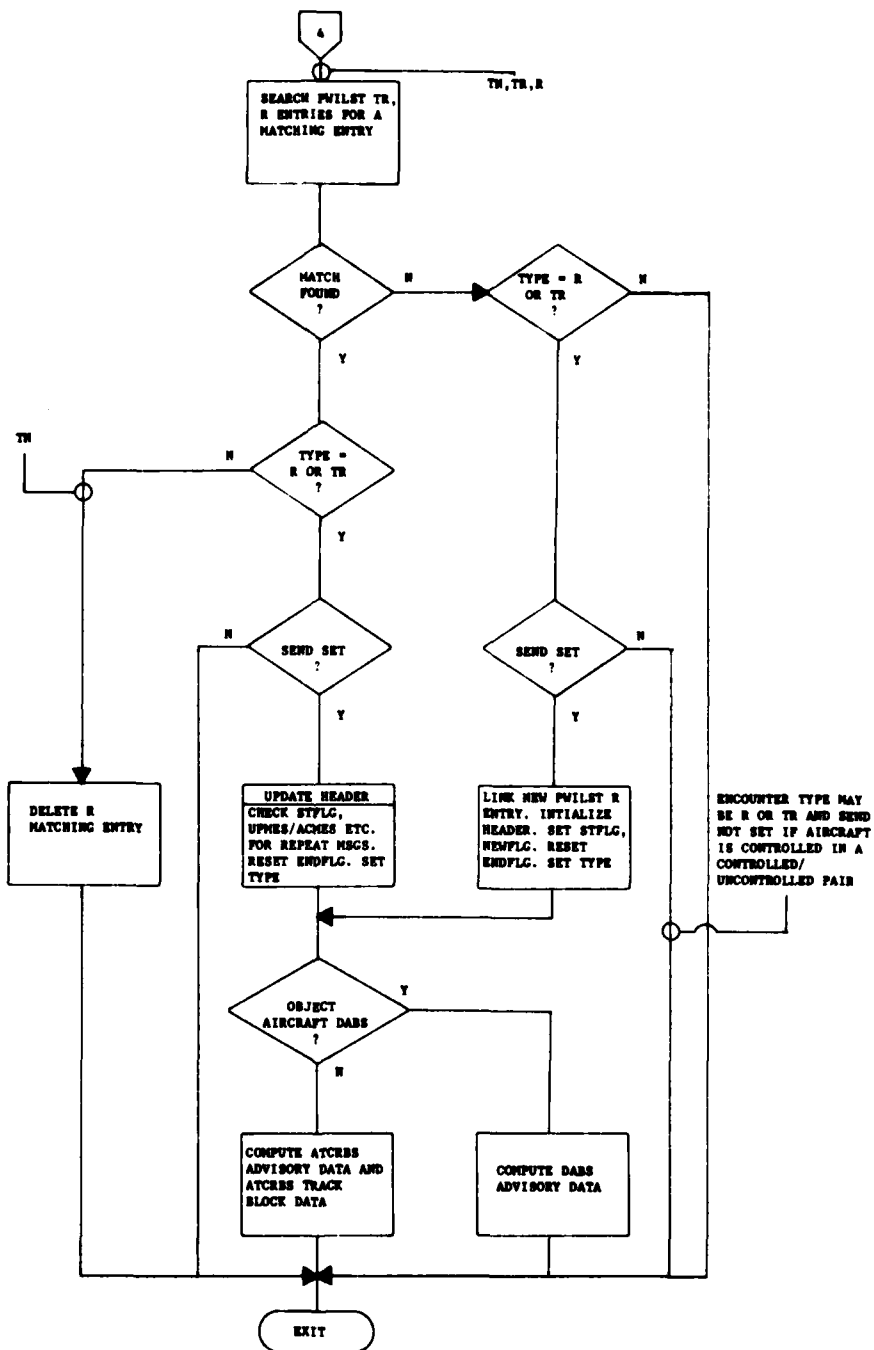 4
TN,TR,R
SEARCH PWILST TR,
R ENTRIES FOR A
MATCHING ENTRY
MATCH
FOUND
?
N
Y
TYPE = R
OR TR
?
N
Y
TN
TYPE =
R OR TR
?
N
Y
SEND SET
?
N
Y
SEND SET
?
N
Y
DELETE R
MATCHING ENTRY
UPDATE HEADER
CHECK STFLG,
UPMES/ACMES ETC.
FOR REPEAT MSGS.
RESET ENDFLG. SET
TYPE
LINK NEW PWILST R
ENTRY. INTIALIZE
HEADER. SET STFLG,
NEWFLG. RESET
ENDFLG. SET TYPE
ENCOUNTER TYPE MAY
BE R OR TR AND SEND
NOT SET IF AIRCRAFT
IS CONTROLLED IN A
CONTROLLED/
UNCONTROLLED PAIR
OBJECT
AIRCRAFT DABS
?
Y
N
COMPUTE ATCRBS
ADVISORY DATA AND
ATCRBS TRACK
BLOCK DATA
COMPUTE DABS
ADVISORY DATA
EXIT